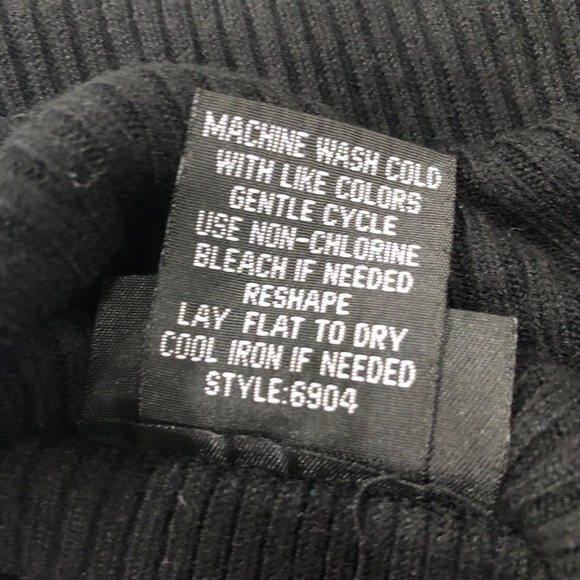 MACHINE WASH COLD
WITH LIKE COLORS
GENTLE CYCLE
USE NON-CHLORINE
BLEACH IF NEEDED
RESHAPE
LAY FLAT TO DRY
COOL IRON IF NEEDED
STYLE:6904